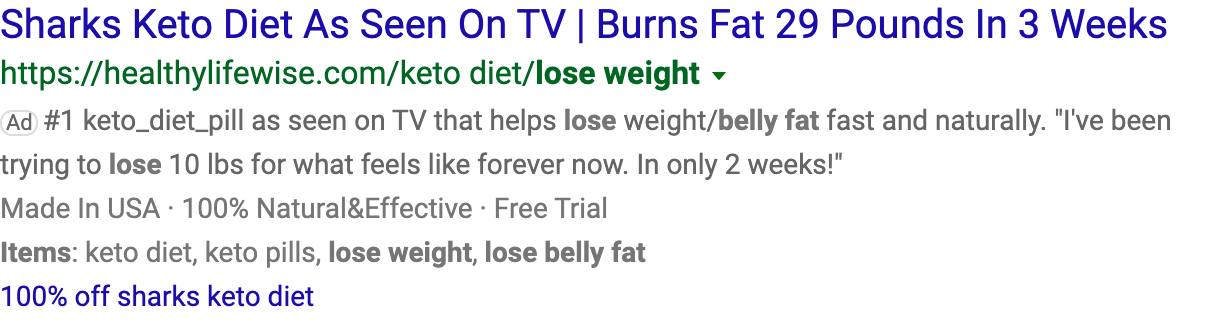 Sharks Keto Diet As Seen On TV | Burns Fat 29 Pounds In 3 Weeks
https://healthylifewise.com/keto diet/lose weight
Ad #1 keto_diet_pill as seen on TV that helps lose weight/belly fat fast and naturally. "I've been
trying to lose 10 lbs for what feels like forever now. In only 2 weeks!"
Made In USA · 100% Natural&Effective · Free Trial
Items: keto diet, keto pills, lose weight, lose belly fat
100% off sharks keto diet